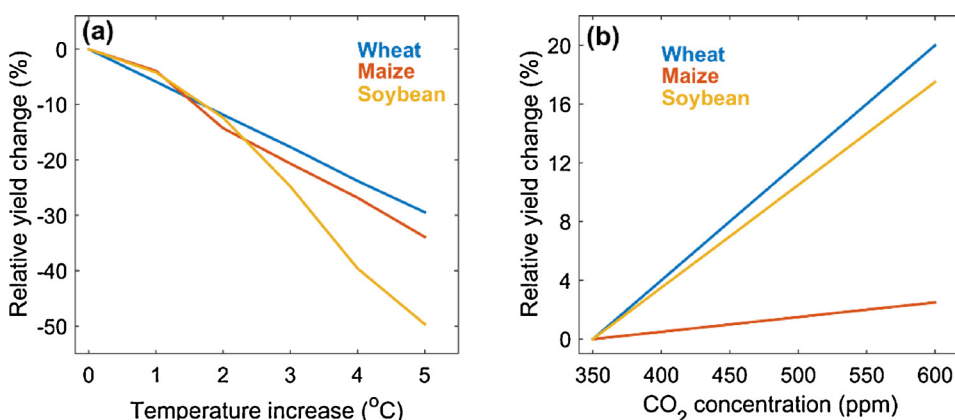 (a)
Wheat
Maize
Soybean
Relative yield change (%)
0
-10
-20
-30
-40
-50
0 1 2 3 4 5
Temperature increase (°C)
(b)
Wheat
Maize
Soybean
Relative yield change (%)
20
16
12
8
4
0
350 400 450 500 550 600
CO₂ concentration (ppm)